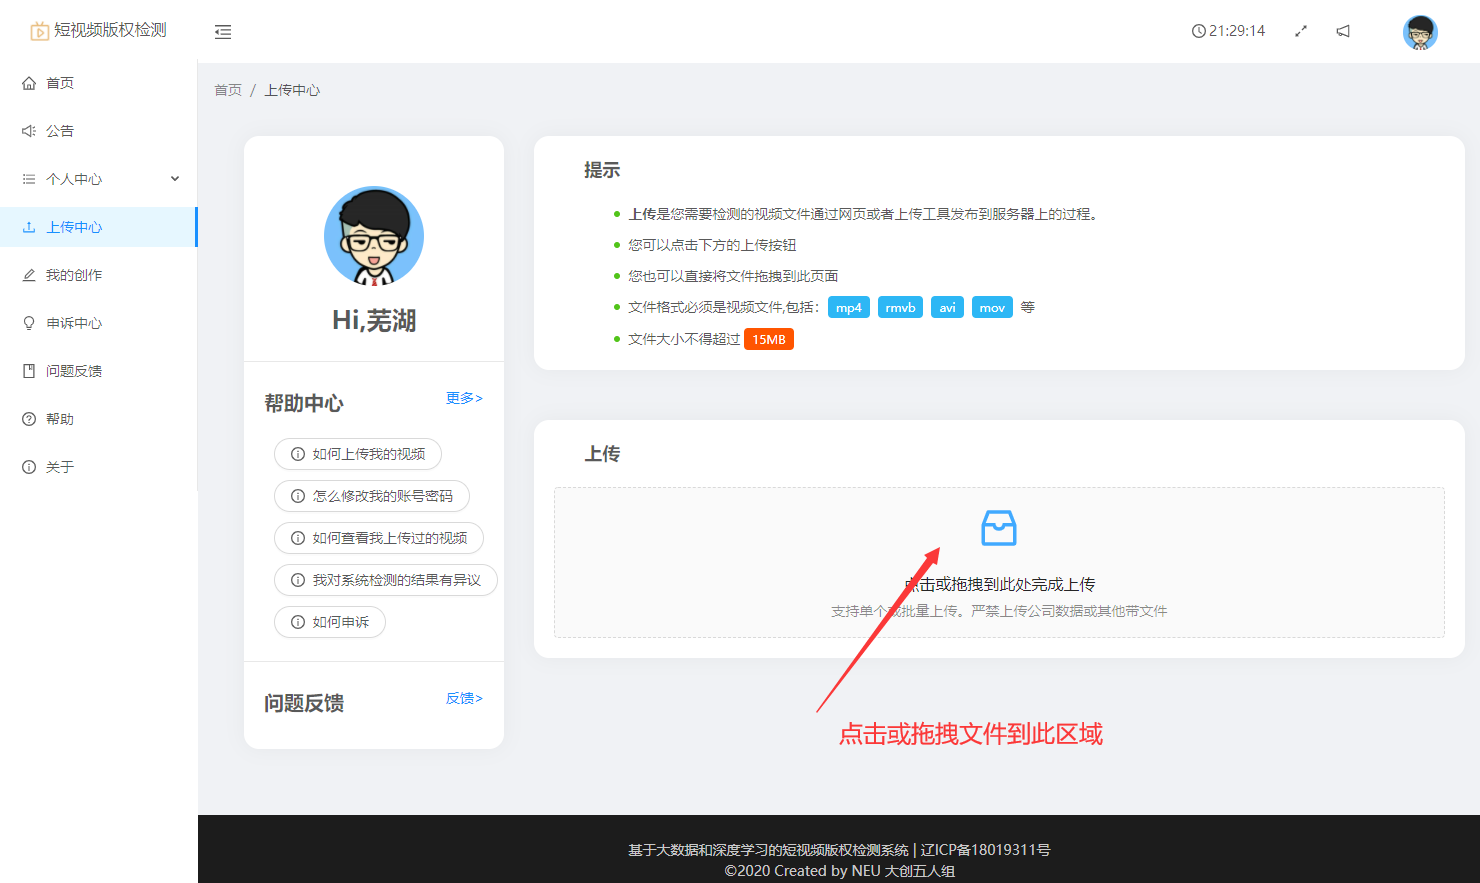 短视频版权检测
21:29:14
首页
公告
个人中心
上传中心
我的创作
申诉中心
问题反馈
帮助
关于
首页 / 上传中心
Hi,芜湖
帮助中心 更多>
如何上传我的视频
怎么修改我的账号密码
如何查看我上传过的视频
我对系统检测的结果有异议
如何申诉
问题反馈 反馈>
提示
上传是您需要检测的视频文件通过网页或者上传工具发布到服务器上的过程。
您可以点击下方的上传按钮
您也可以直接将文件拖拽到此页面
文件格式必须是视频文件,包括: mp4 rmvb avi mov 等
文件大小不得超过 15MB
上传
点击或拖拽到此处完成上传
支持单个或批量上传。严禁上传公司数据或其他带文件
点击或拖拽文件到此区域
基于大数据和深度学习的短视频版权检测系统 | 辽ICP备18019311号
©2020 Created by NEU 大创五人组